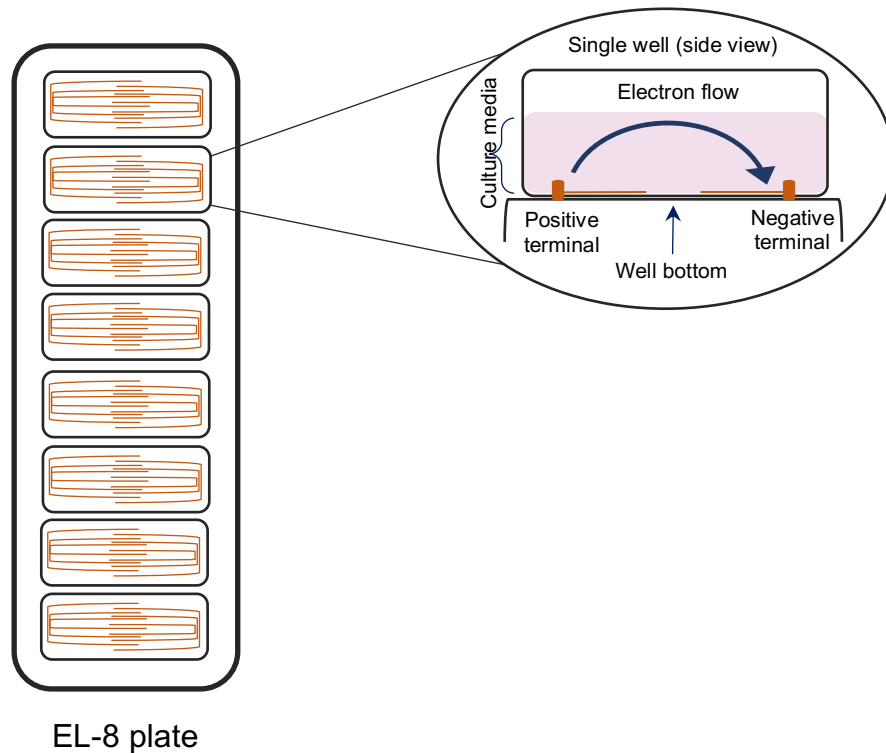 Single well (side view)
Electron flow
Culture media
Positive
terminal
Negative
terminal
Well bottom
EL-8 plate